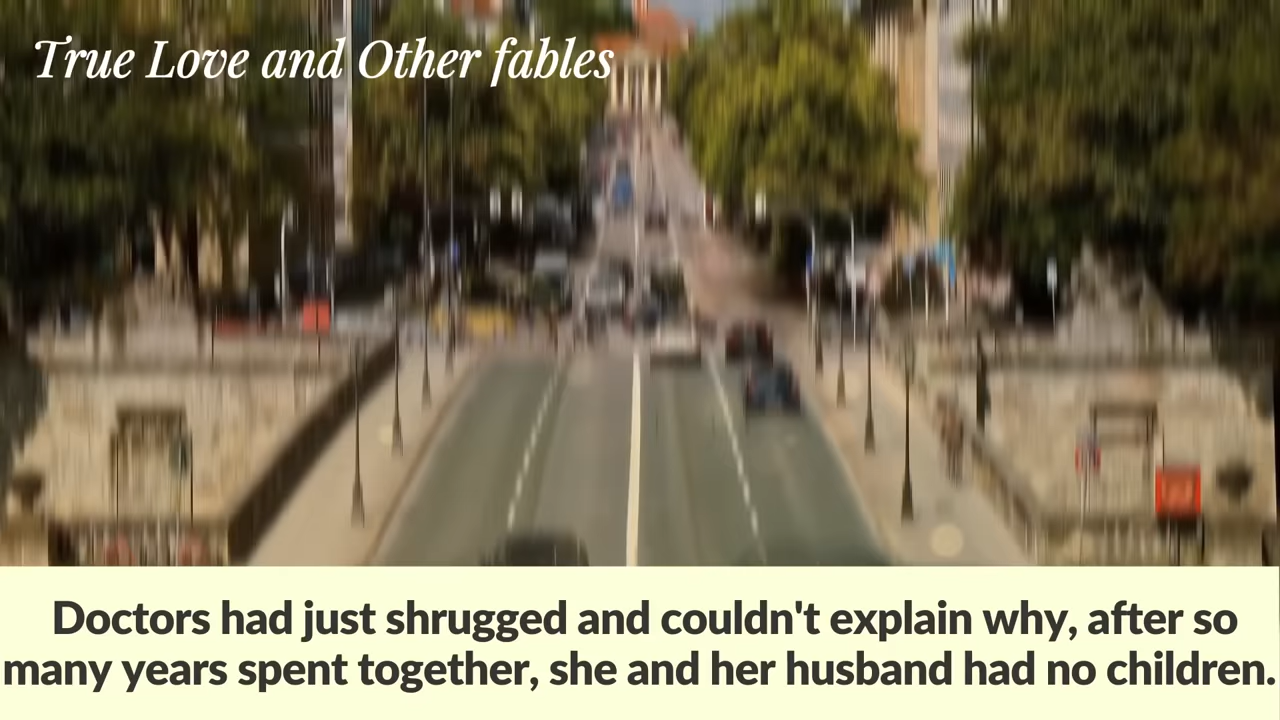 True Love and Other fables
Doctors had just shrugged and couldn't explain why, after so
many years spent together, she and her husband had no children.